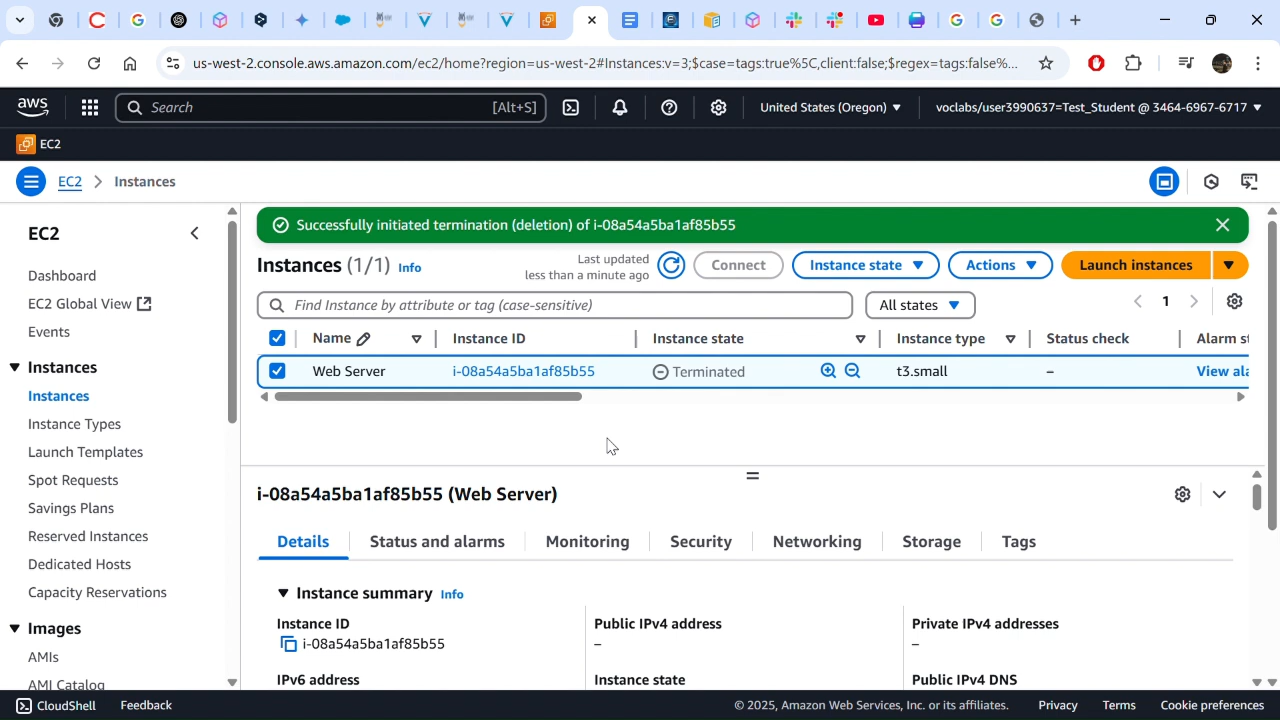 us-west-2.console.aws.amazon.com/ec2/home?region=us-west-2#Instances:v=3;$case=tags:true%5C,client:false;$regex=tags:false%...
aws
Search [Alt+S]
United States (Oregon)
voclabs/user3990637=Test_Student @ 3464-6967-6717
EC2
EC2 > Instances
EC2
Dashboard
EC2 Global View
Events
Instances
Instances
Instance Types
Launch Templates
Spot Requests
Savings Plans
Reserved Instances
Dedicated Hosts
Capacity Reservations
Images
AMIs
AMI Catalog
Successfully initiated termination (deletion) of i-08a54a5ba1af85b55
Instances (1/1) Info
Last updated
less than a minute ago
Connect
Instance state
Actions
Launch instances
Find Instance by attribute or tag (case-sensitive)
All states
1
Name Instance ID Instance state Instance type Status check Alarm st
Web Server i-08a54a5ba1af85b55 Terminated t3.small – View ala
i-08a54a5ba1af85b55 (Web Server)
Details Status and alarms Monitoring Security Networking Storage Tags
Instance summary Info
Instance ID
i-08a54a5ba1af85b55
Public IPv4 address
–
Private IPv4 addresses
–
IPv6 address
Instance state
Public IPv4 DNS
CloudShell Feedback
© 2025, Amazon Web Services, Inc. or its affiliates. Privacy Terms Cookie preferences